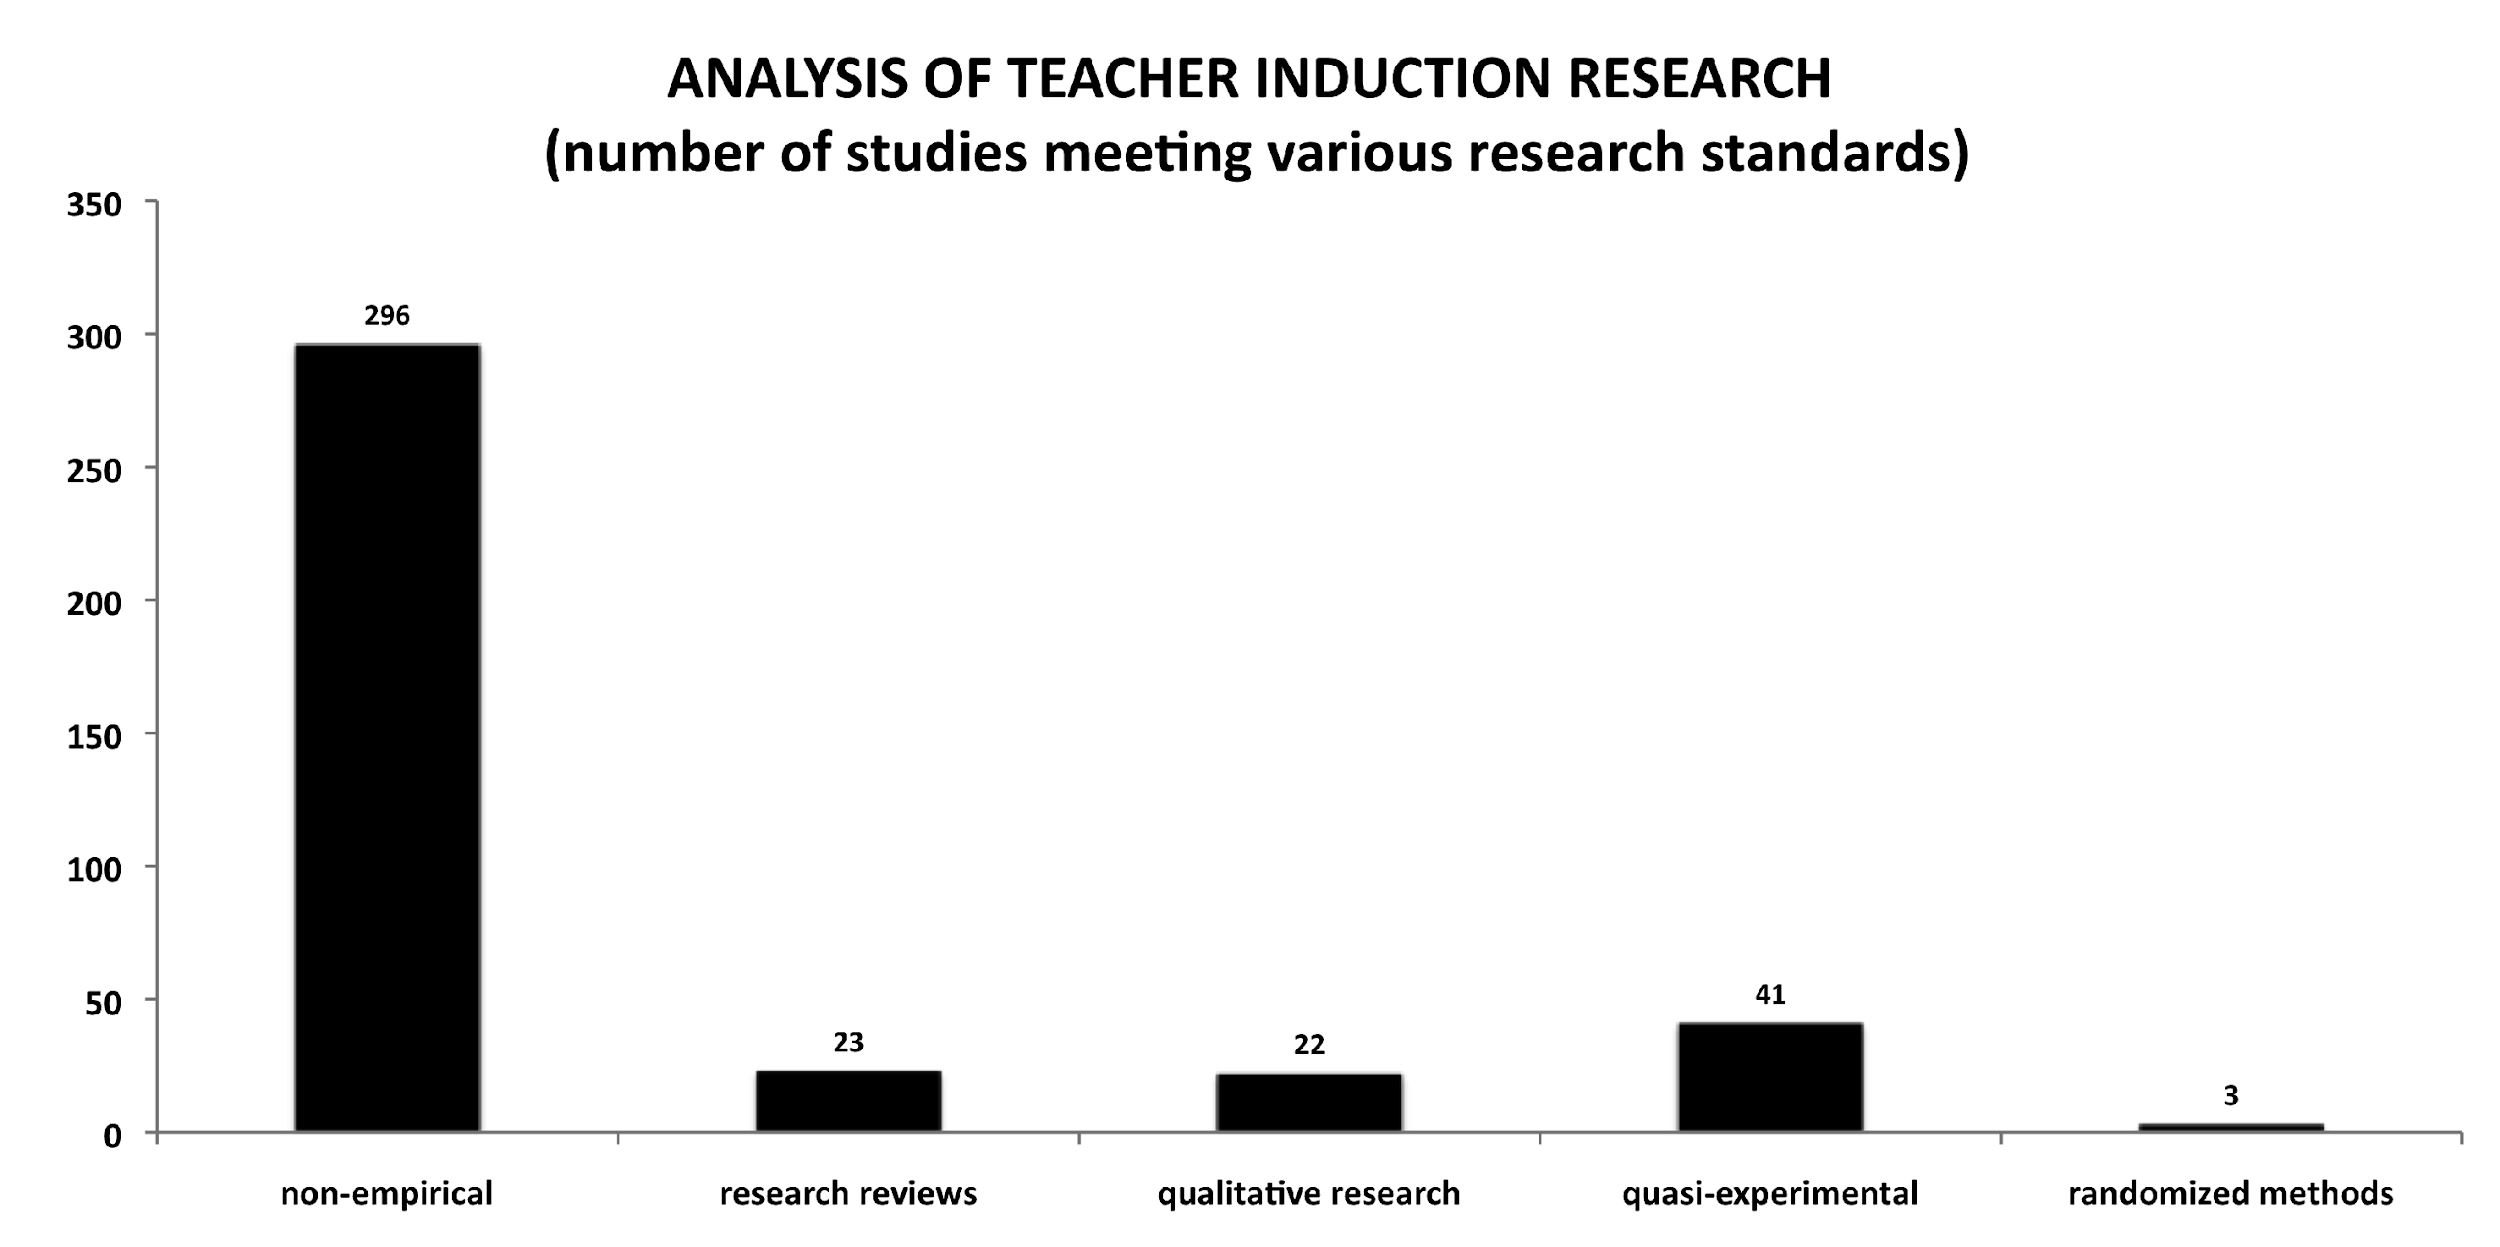 ANALYSIS OF TEACHER INDUCTION RESEARCH
(number of studies meeting various research standards)
350
300
250
200
150
100
50
0
296
23
22
41
3
non-empirical
research reviews
qualitative research
quasi-experimental
randomized methods